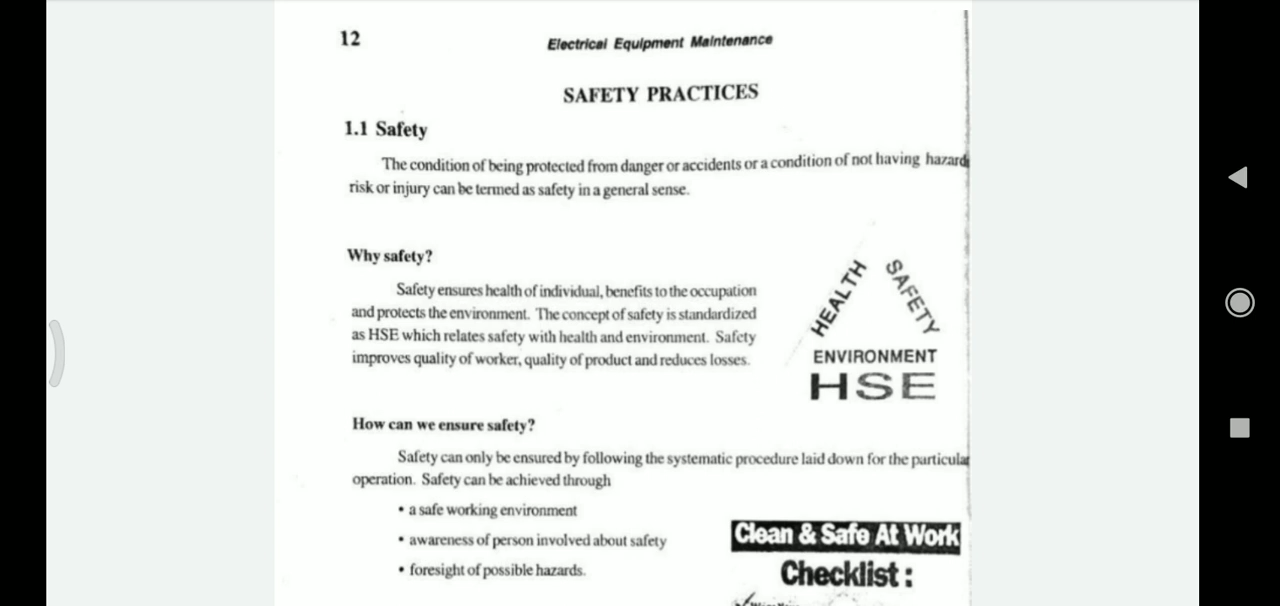 12
Electrical Equipment Maintenance
SAFETY PRACTICES
1.1 Safety
The condition of being protected from danger or accidents or a condition of not having hazard
risk or injury can be termed as safety in a general sense.
Why safety?
Safety ensures health of individual, benefits to the occupation
and protects the environment. The concept of safety is standardized
as HSE which relates safety with health and environment. Safety
improves quality of worker, quality of product and reduces losses.
HEALTH
SAFETY
ENVIRONMENT
HSE
How can we ensure safety?
Safety can only be ensured by following the systematic procedure laid down for the particular
operation. Safety can be achieved through
• a safe working environment
• awareness of person involved about safety
• foresight of possible hazards.
Clean & Safe At Work
Checklist :